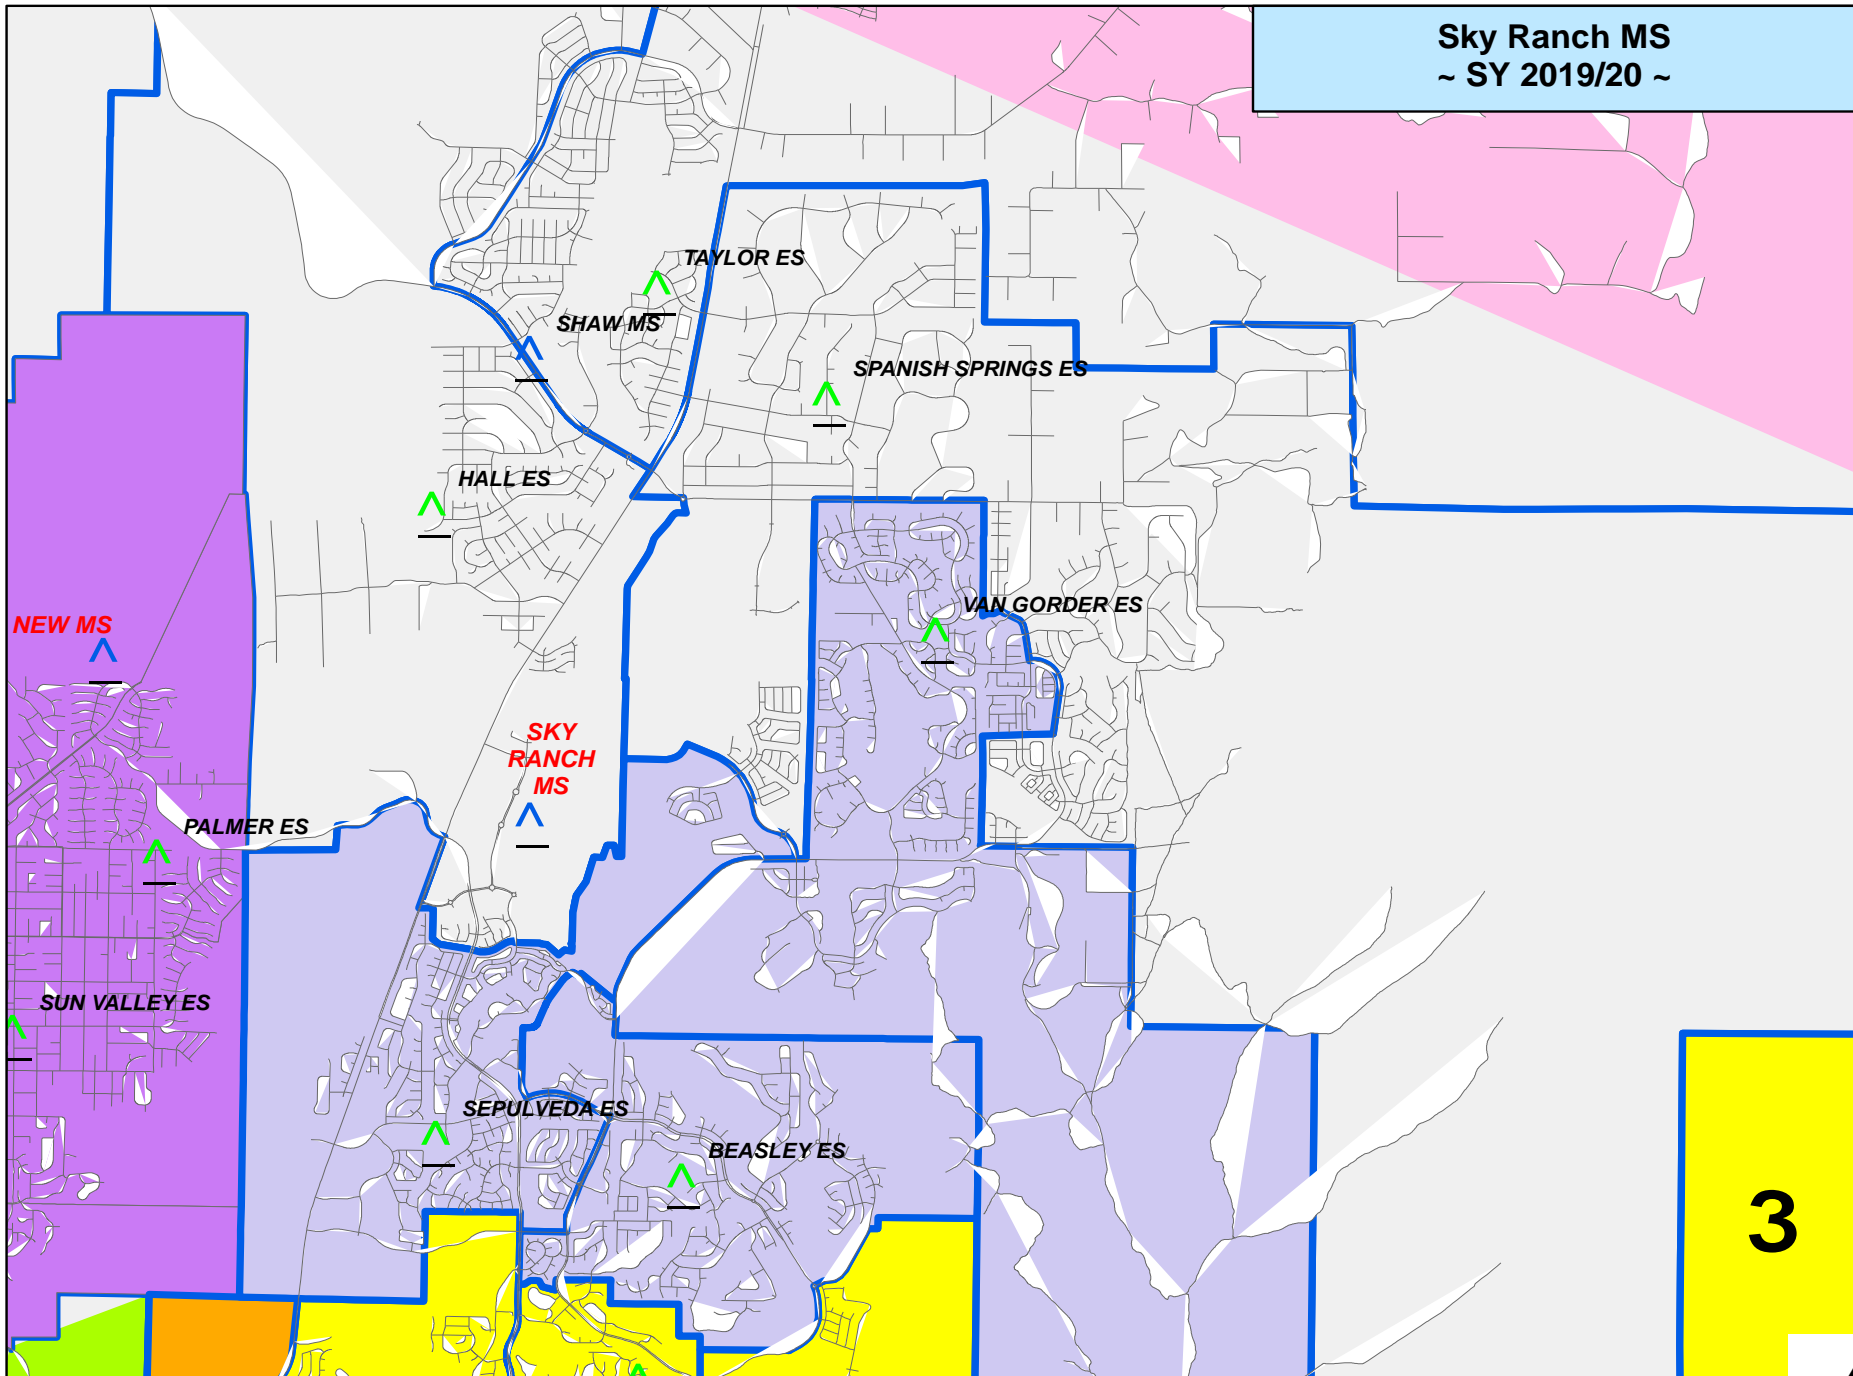 Sky Ranch MS
~ SY 2019/20 ~
TAYLOR ES
SHAW MS
SPANISH SPRINGS ES
HALL ES
VAN GORDER ES
NEW MS
SKY
RANCH
MS
PALMER ES
SUN VALLEY ES
SEPULVEDA ES
BEASLEY ES
3